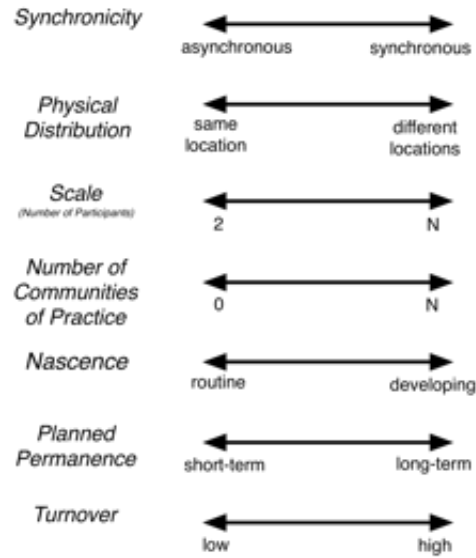 Synchronicity
asynchronous synchronous
Physical
Distribution
same
location
different
locations
Scale
(Number of Participants)
2 N
Number of
Communities
of Practice
0 N
Nascence
routine developing
Planned
Permanence
short-term long-term
Turnover
low high